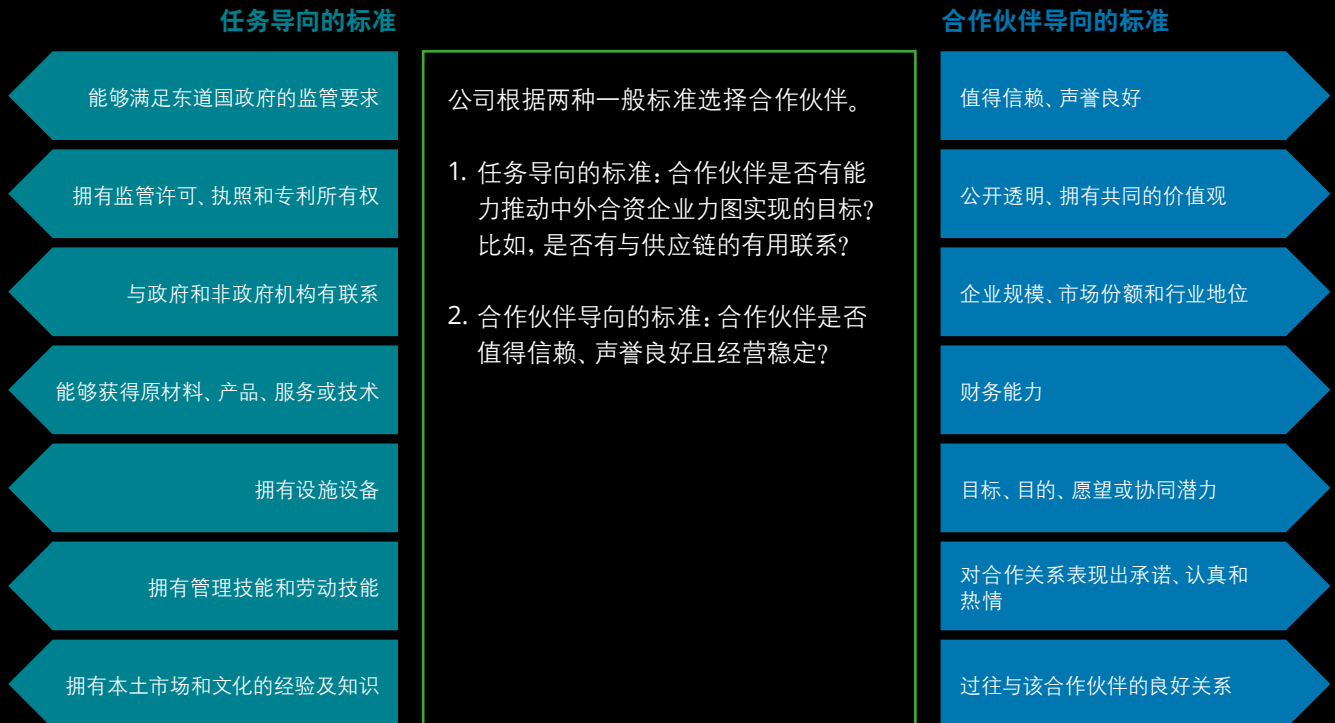 任务导向的标准
能够满足东道国政府的监管要求
拥有监管许可、执照和专利所有权
与政府和非政府机构有联系
能够获得原材料、产品、服务或技术
拥有设施设备
拥有管理技能和劳动技能
拥有本土市场和文化的经验及知识
公司根据两种一般标准选择合作伙伴。
1. 任务导向的标准：合作伙伴是否有能
力推动中外合资企业力图实现的目标？
比如，是否有与供应链的有用联系？
2. 合作伙伴导向的标准：合作伙伴是否
值得信赖、声誉良好且经营稳定？
合作伙伴导向的标准
值得信赖、声誉良好
公开透明、拥有共同的价值观
企业规模、市场份额和行业地位
财务能力
目标、目的、愿望或协同潜力
对合作关系表现出承诺、认真和
热情
过往与该合作伙伴的良好关系